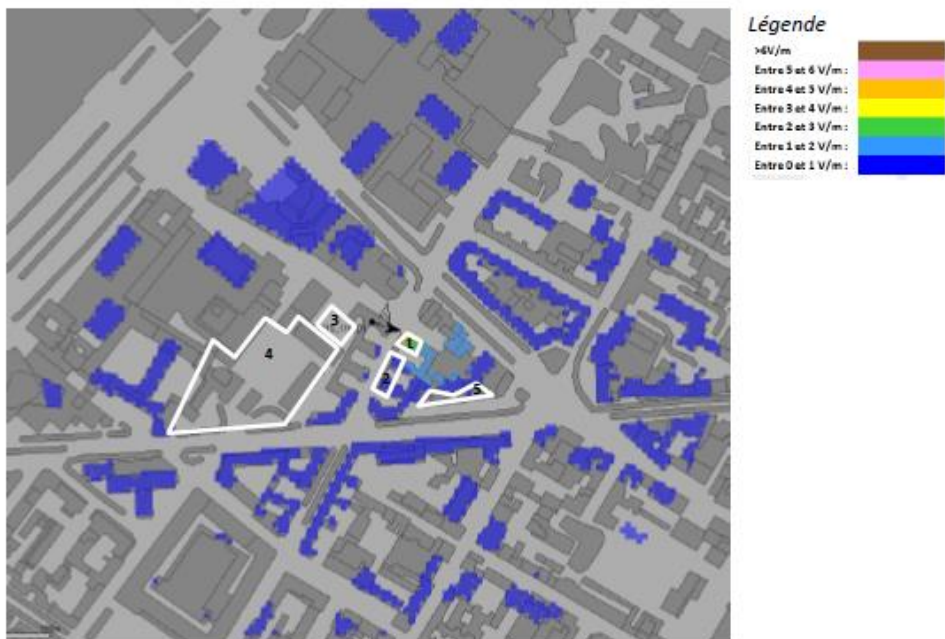 Légende
>6V/m
Entre 5 et 6 V/m :
Entre 4 et 5 V/m :
Entre 3 et 4 V/m :
Entre 2 et 3 V/m :
Entre 1 et 2 V/m :
Entre 0 et 1 V/m :
3
1
4
2
5